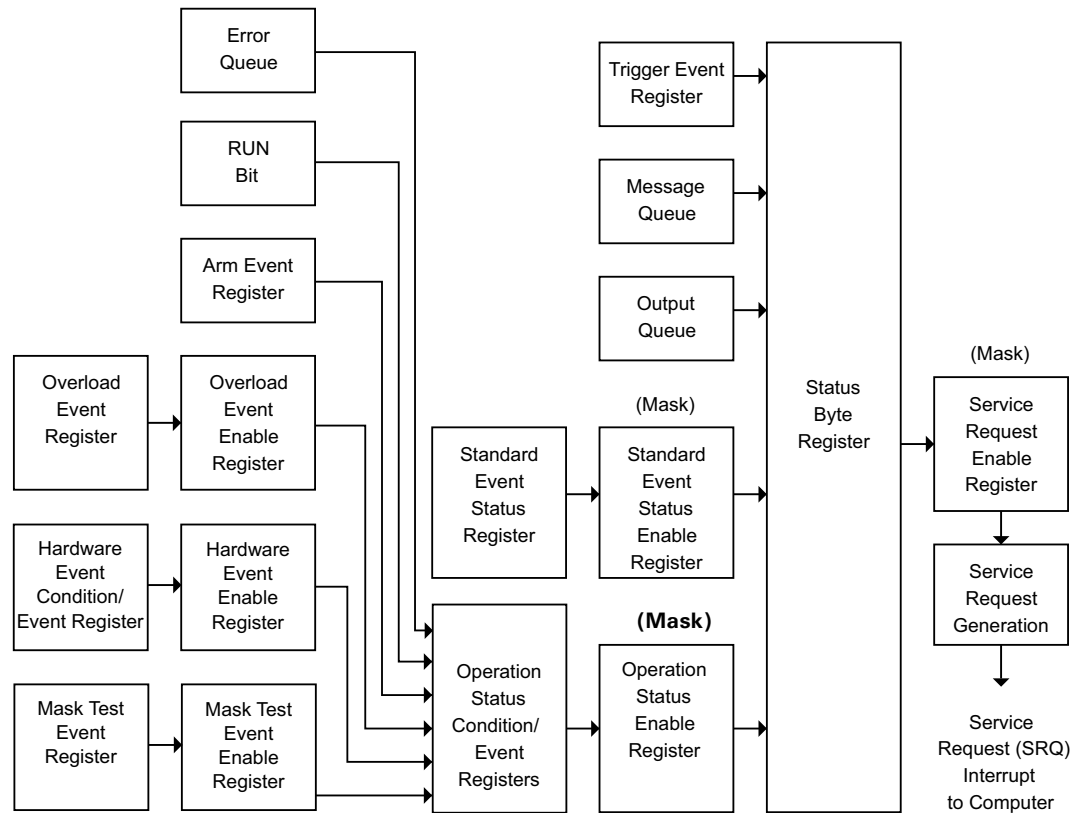 Error
Queue
RUN
Bit
Arm Event
Register
Overload
Event
Register
Overload
Event
Enable
Register
Hardware
Event
Condition/
Event Register
Hardware
Event
Enable
Register
Mask Test
Event
Register
Mask Test
Event
Enable
Register
Trigger Event
Register
Message
Queue
Output
Queue
Standard
Event
Status
Register
(Mask)
Standard
Event
Status
Enable
Register
Operation
Status
Condition/
Event
Registers
(Mask)
Operation
Status
Enable
Register
Status
Byte
Register
(Mask)
Service
Request
Enable
Register
Service
Request
Generation
Service
Request (SRQ)
Interrupt
to Computer